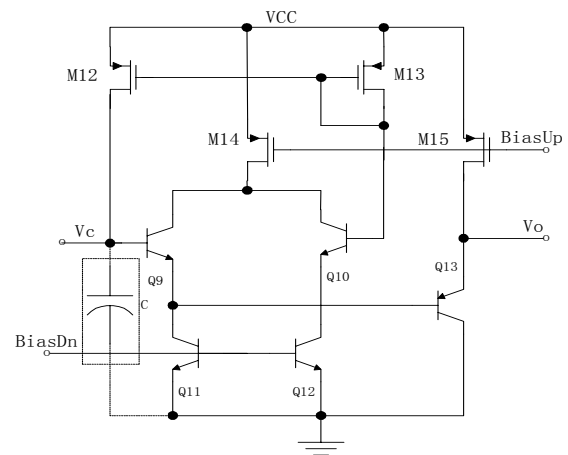 VCC
M12
M13
M14
M15
BiasUp
Vc
Vo
Q9
Q10
Q13
C
BiasDn
Q11
Q12